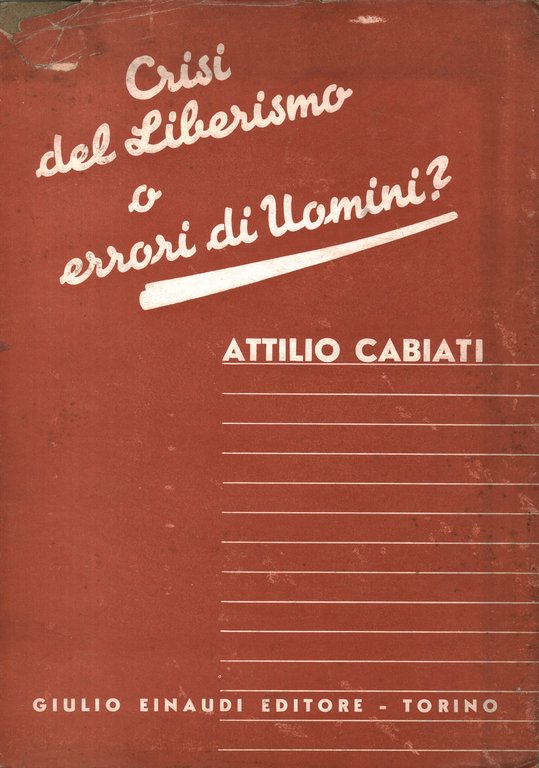 Crisi
del Liberismo
o
errori di Uomini?
ATTILIO CABIATI
GIULIO EINAUDI EDITORE - TORINO